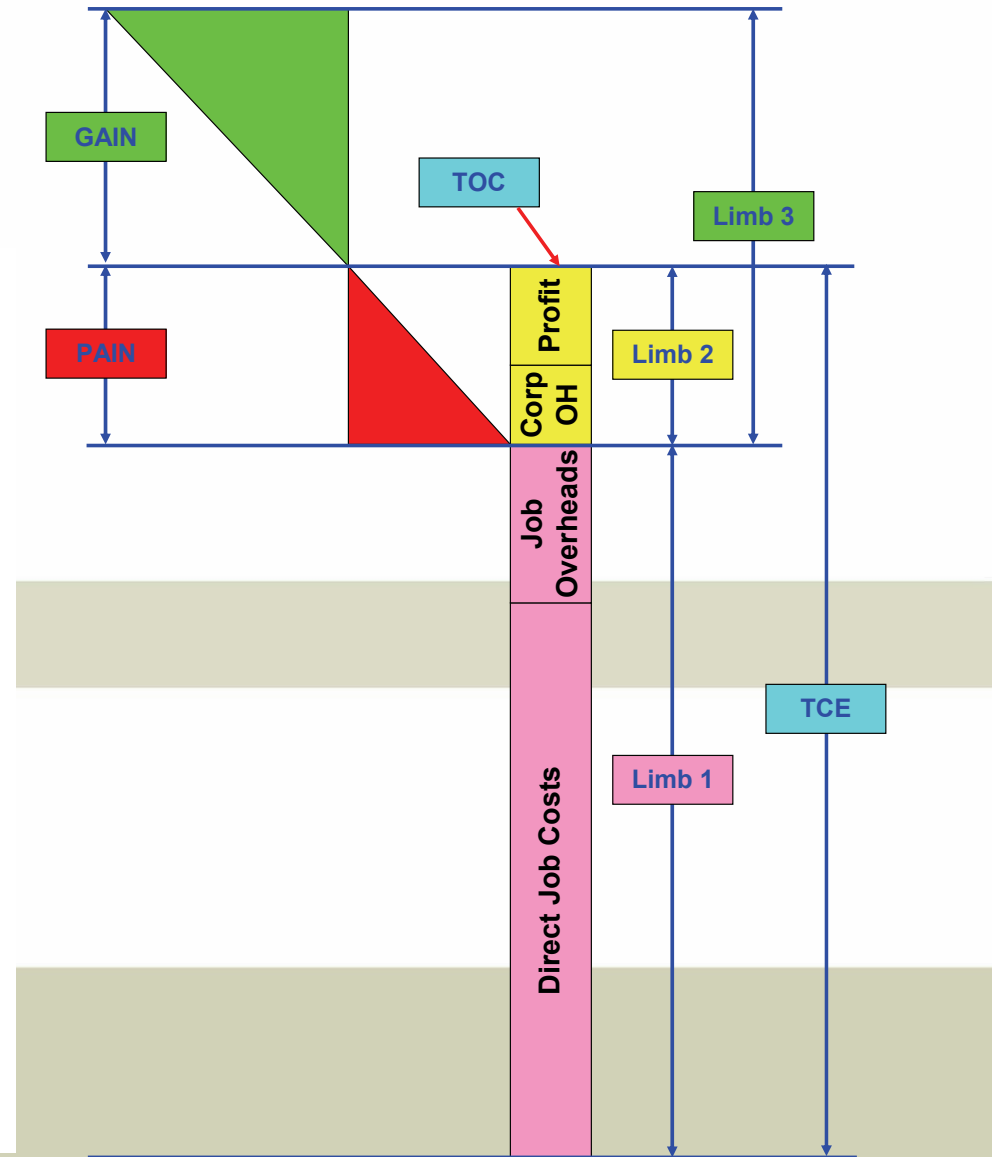 GAIN
TOC
Limb 3
PAIN
Profit
Limb 2
Corp
OH
Job
Overheads
TCE
Limb 1
Direct Job Costs